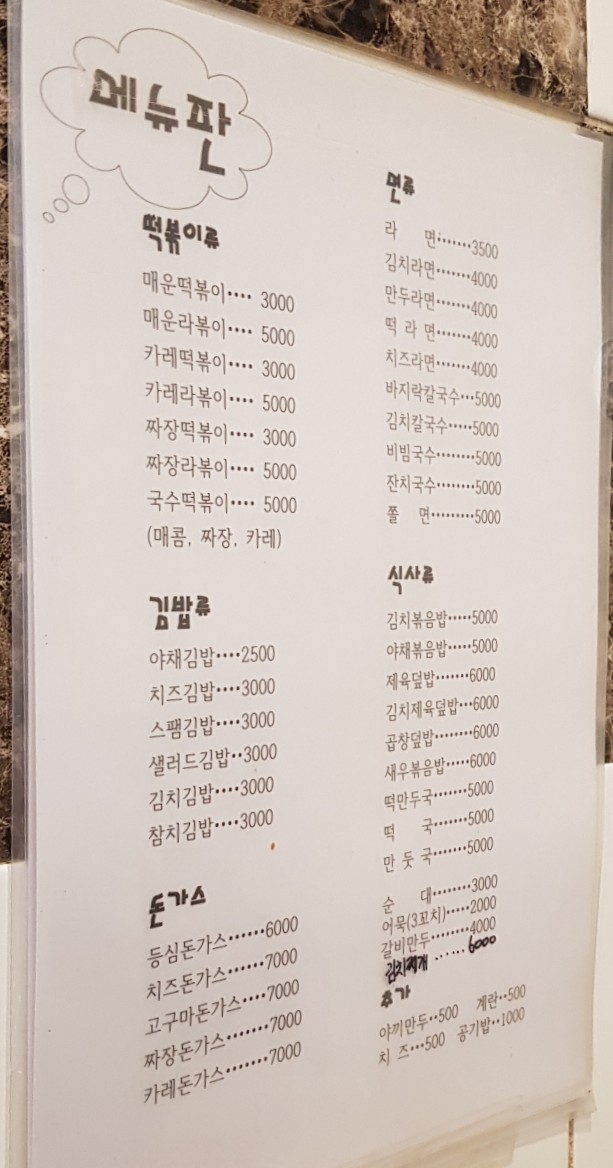 메뉴판
떡볶이류
매운떡볶이···· 3000
매운라볶이···· 5000
카레떡볶이···· 3000
카레라볶이···· 5000
짜장떡볶이···· 3000
짜장라볶이···· 5000
국수떡볶이···· 5000
(매콤, 짜장, 카레)
김밥류
야채김밥····2500
치즈김밥····3000
스팸김밥····3000
샐러드김밥··3000
김치김밥····3000
참치김밥····3000
돈가스
등심돈가스······6000
치즈돈가스·······7000
고구마돈가스····7000
짜장돈가스·······7000
카레돈가스·······7000
면류
라 면·······3500
김치라면·······4000
만두라면·······4000
떡 라 면·······4000
치즈라면·······4000
바지락칼국수···5000
김치칼국수·····5000
비빔국수········5000
잔치국수········5000
쫄 면·········5000
식사류
김치볶음밥·····5000
야채볶음밥·····5000
제육덮밥·······6000
김치제육덮밥···6000
곱창덮밥········6000
새우볶음밥·····6000
떡만두국·······5000
떡 국·······5000
만 둣 국·······5000
순 대········3000
어묵(3꼬치)·····2000
갈비만두········4000
김치찌개 ······6000
추가
야끼만두··500 계란··500
치 즈···500 공기밥··1000